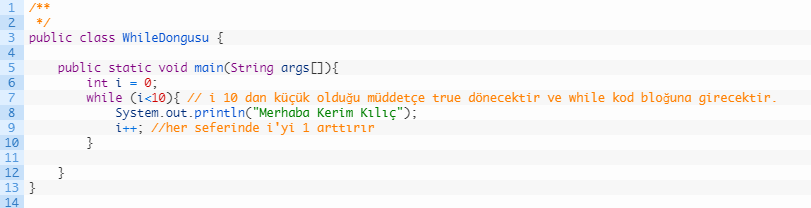 1 /**
2 */
3 public class WhileDongusu {
4
5 public static void main(String args[]){
6 int i = 0;
7 while (i<10){ // i 10 dan küçük olduğu müddetçe true dönecektir ve while kod bloğuna girecektir.
8 System.out.println("Merhaba Kerim Kılıç");
9 i++; //her seferinde i'yi 1 arttırır
10 }
11
12 }
13 }
14